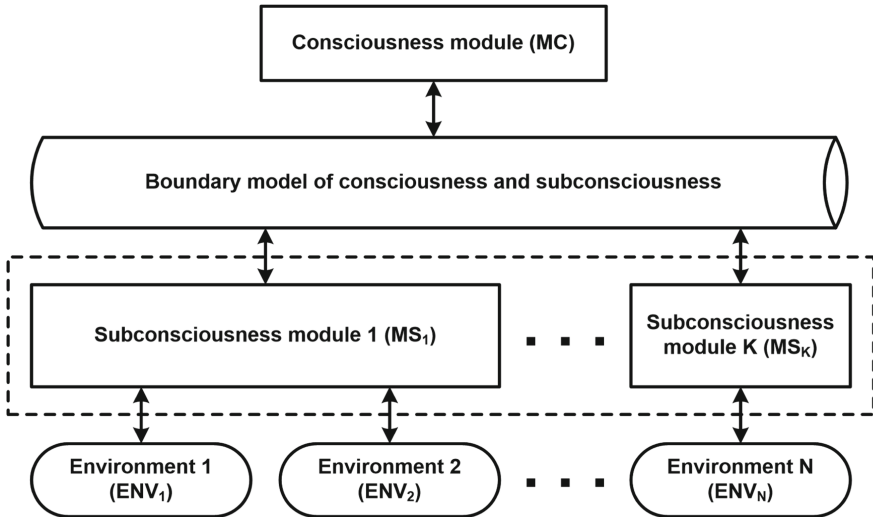 Consciousness module (MC)
Boundary model of consciousness and subconsciousness
Subconsciousness module 1 (MS₁)
Subconsciousness
module K (MSₖ)
Environment 1
(ENV₁)
Environment 2
(ENV₂)
Environment N
(ENV_N)